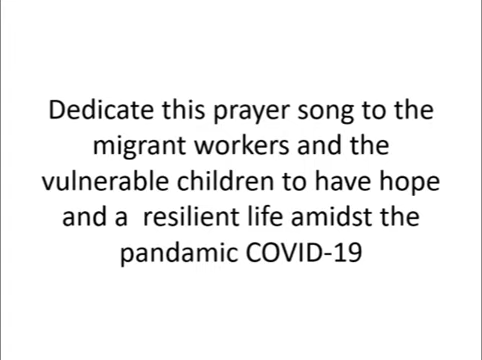 Dedicate this prayer song to the
migrant workers and the
vulnerable children to have hope
and a  resilient life amidst the
pandamic COVID-19